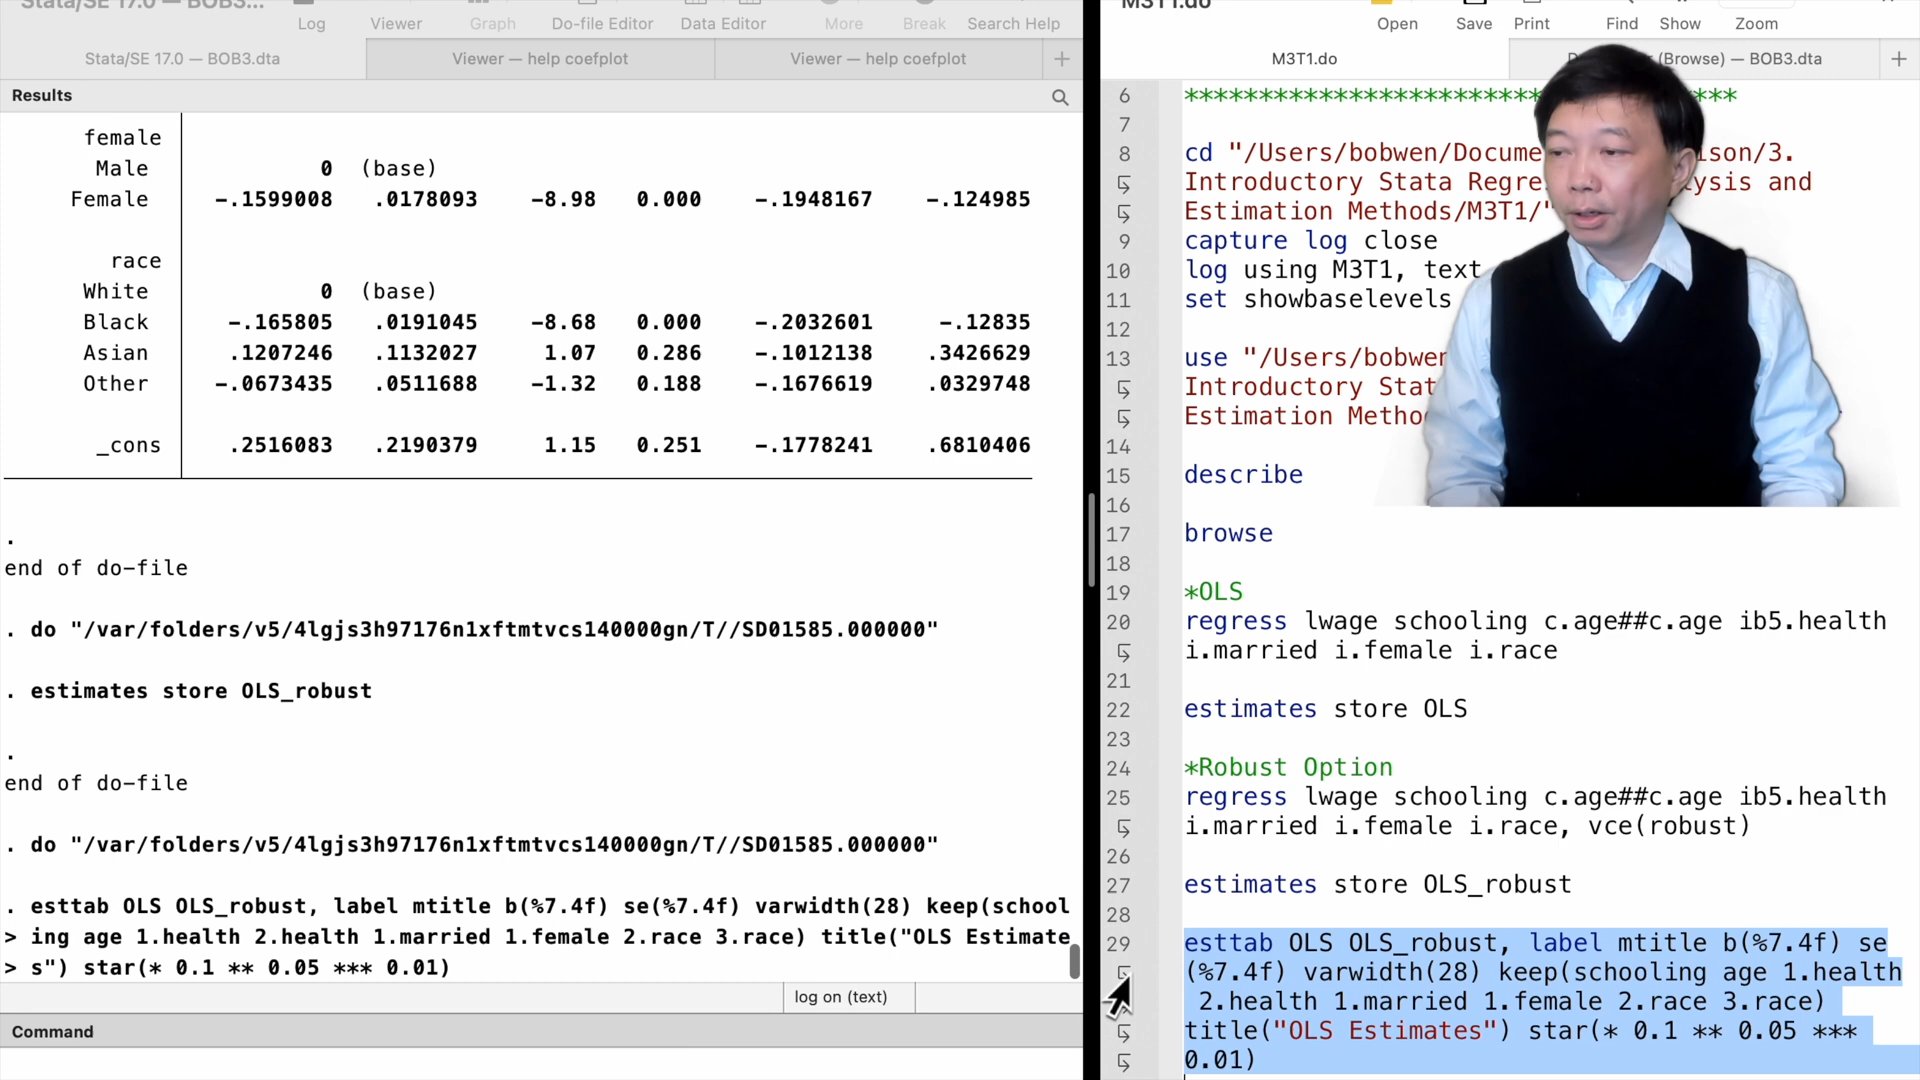 Stata/SE 17.0 — BOB3...
Log Viewer Graph Do-file Editor Data Editor More Break Search Help
Stata/SE 17.0 — BOB3.dta Viewer — help coefplot Viewer — help coefplot +
Results
female
Male 0 (base)
Female -.1599008 .0178093 -8.98 0.000 -.1948167 -.124985
race
White 0 (base)
Black -.165805 .0191045 -8.68 0.000 -.2032601 -.12835
Asian .1207246 .1132027 1.07 0.286 -.1012138 .3426629
Other -.0673435 .0511688 -1.32 0.188 -.1676619 .0329748
_cons .2516083 .2190379 1.15 0.251 -.1778241 .6810406
.
end of do-file
. do "/var/folders/v5/4lgjs3h97176n1xftmtvcs140000gn/T//SD01585.000000"
. estimates store OLS_robust
.
end of do-file
. do "/var/folders/v5/4lgjs3h97176n1xftmtvcs140000gn/T//SD01585.000000"
. esttab OLS OLS_robust, label mtitle b(%7.4f) se(%7.4f) varwidth(28) keep(school
> ing age 1.health 2.health 1.married 1.female 2.race 3.race) title("OLS Estimate
> s") star(* 0.1 ** 0.05 *** 0.01)
log on (text)
Command
M3T1.do
Open Save Print Find Show Zoom
M3T1.do (Browse) — BOB3.dta +
6 **********************************
7
8 cd "/Users/bobwen/Docume ison/3.
Introductory Stata Regre lysis and
Estimation Methods/M3T1/"
9 capture log close
10 log using M3T1, text
11 set showbaselevels
12
13 use "/Users/bobwen
Introductory Stat
Estimation Metho
14
15 describe
16
17 browse
18
19 *OLS
20 regress lwage schooling c.age##c.age ib5.health
i.married i.female i.race
21
22 estimates store OLS
23
24 *Robust Option
25 regress lwage schooling c.age##c.age ib5.health
i.married i.female i.race, vce(robust)
26
27 estimates store OLS_robust
28
29 esttab OLS OLS_robust, label mtitle b(%7.4f) se
(%7.4f) varwidth(28) keep(schooling age 1.health
2.health 1.married 1.female 2.race 3.race)
title("OLS Estimates") star(* 0.1 ** 0.05 ***
0.01)